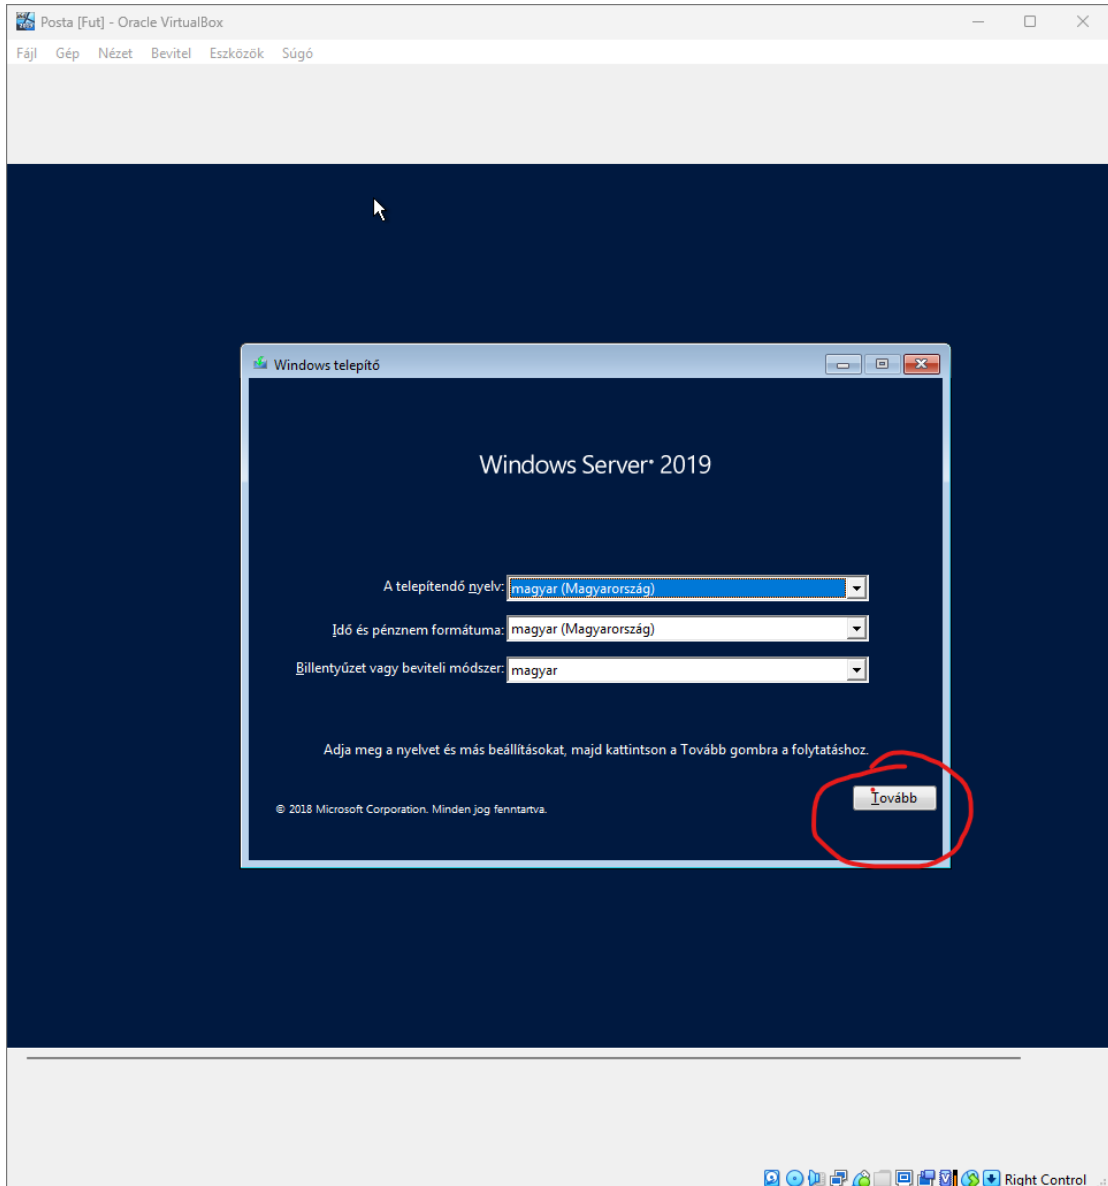 Posta [Fut] - Oracle VirtualBox
Fájl Gép Nézet Bevitel Eszközök Súgó
Windows telepítő
Windows Server® 2019
A telepítendő nyelv: magyar (Magyarország)
Idő és pénznem formátuma: magyar (Magyarország)
Billentyűzet vagy beviteli módszer: magyar
Adja meg a nyelvet és más beállításokat, majd kattintson a Tovább gombra a folytatáshoz.
Tovább
© 2018 Microsoft Corporation. Minden jog fenntartva.
Right Control